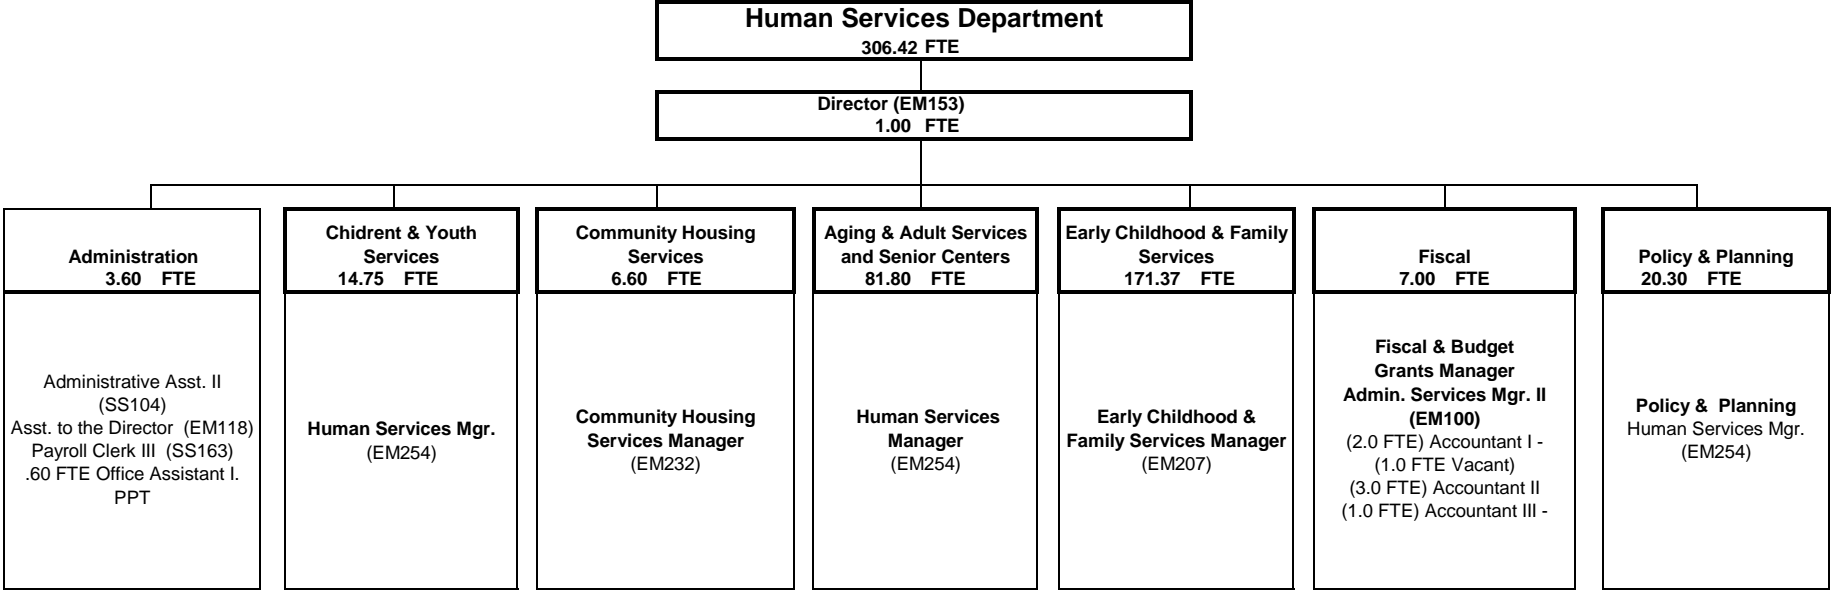 Human Services Department
306.42 FTE
Director (EM153)
1.00 FTE
Administration
3.60 FTE
Administrative Asst. II
(SS104)
Asst. to the Director (EM118)
Payroll Clerk III (SS163)
.60 FTE Office Assistant I.
PPT
Chidrent & Youth
Services
14.75 FTE
Human Services Mgr.
(EM254)
Community Housing
Services
6.60 FTE
Community Housing
Services Manager
(EM232)
Aging & Adult Services
and Senior Centers
81.80 FTE
Human Services
Manager
(EM254)
Early Childhood & Family
Services
171.37 FTE
Early Childhood &
Family Services Manager
(EM207)
Fiscal
7.00 FTE
Fiscal & Budget
Grants Manager
Admin. Services Mgr. II
(EM100)
(2.0 FTE) Accountant I -
(1.0 FTE Vacant)
(3.0 FTE) Accountant II
(1.0 FTE) Accountant III -
Policy & Planning
20.30 FTE
Policy & Planning
Human Services Mgr.
(EM254)